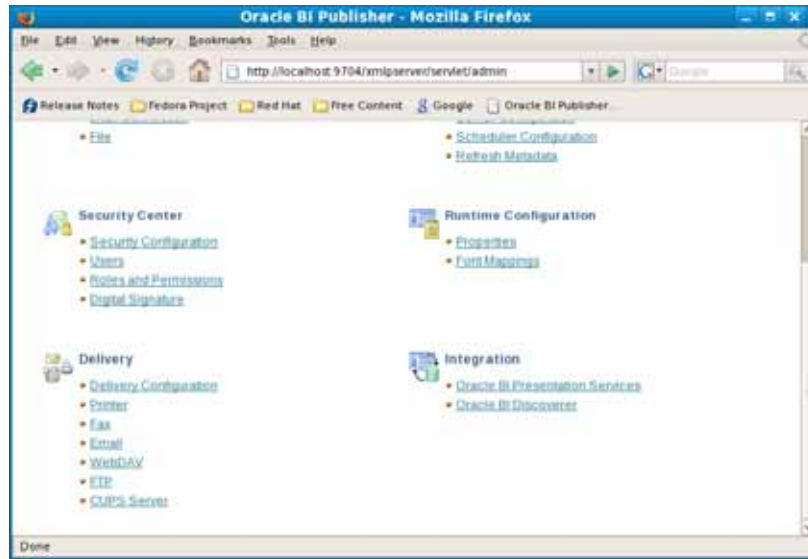 Oracle BI Publisher - Mozilla Firefox
File Edit View History Bookmarks Tools Help
http://localhost:9704/xmlpserver/servlet/admin
Google
Release Notes Fedora Project Red Hat Free Content Google Oracle BI Publisher...
File
Scheduler Configuration
Refresh Metadata
Security Center
Security Configuration
Users
Roles and Permissions
Digital Signature
Runtime Configuration
Properties
Font Mappings
Delivery
Delivery Configuration
Printer
Fax
Email
WebDAV
FTP
CUPS Server
Integration
Oracle BI Presentation Services
Oracle BI Discoverer
Done